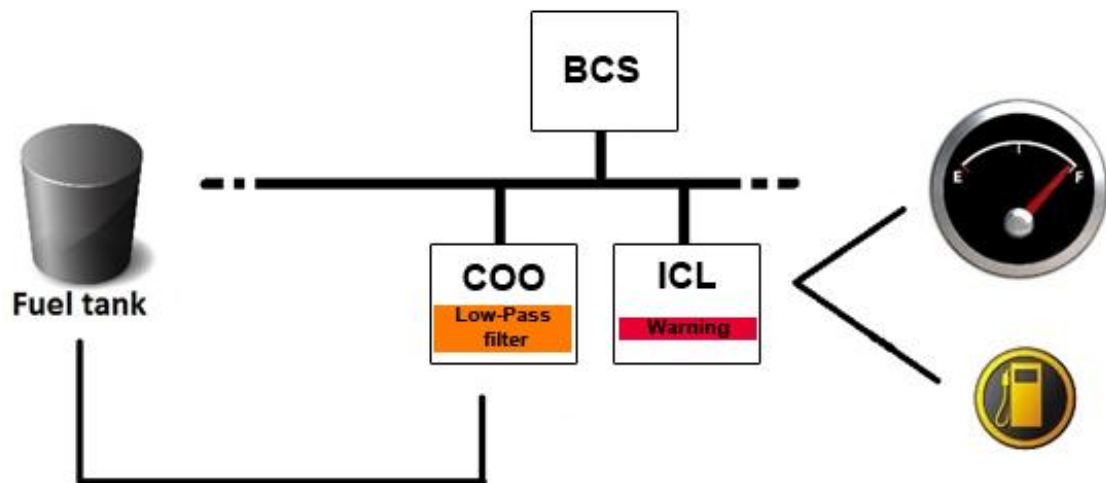 BCS
E
F
COO
ICL
Low-Pass
filter
Warning
Fuel tank